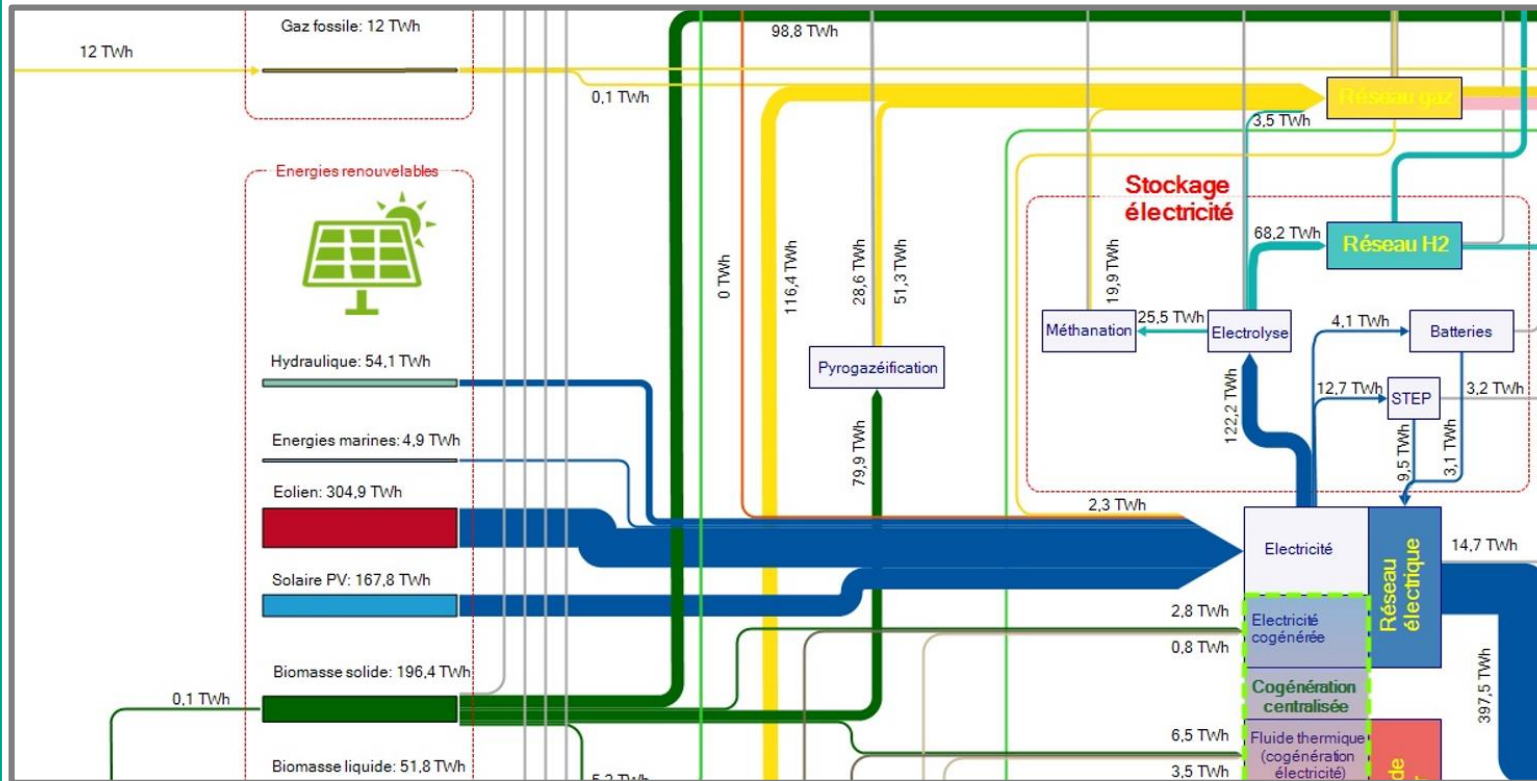 Gaz fossile: 12 TWh
12 TWh
98,8 TWh
0,1 TWh
Réseau gaz
3,5 TWh
Energies renouvelables
Stockage
électricité
68,2 TWh
Réseau H2
0 TWh
116,4 TWh
28,6 TWh
51,3 TWh
19,9 TWh
Méthanation
25,5 TWh
Electrolyse
4,1 TWh
Batteries
Hydraulique: 54,1 TWh
Pyrogazéification
12,7 TWh
STEP
3,2 TWh
122,2 TWh
79,9 TWh
9,5 TWh
3,1 TWh
Energies marines: 4,9 TWh
Eolien: 304,9 TWh
2,3 TWh
Electricité
Réseau
électrique
14,7 TWh
Solaire PV: 167,8 TWh
2,8 TWh
Electricité
cogénérée
0,8 TWh
397,5 TWh
Biomasse solide: 196,4 TWh
0,1 TWh
Cogénération
centralisée
6,5 TWh
Fluide thermique
(cogénération
électricité)
3,5 TWh
Biomasse liquide: 51,8 TWh
de